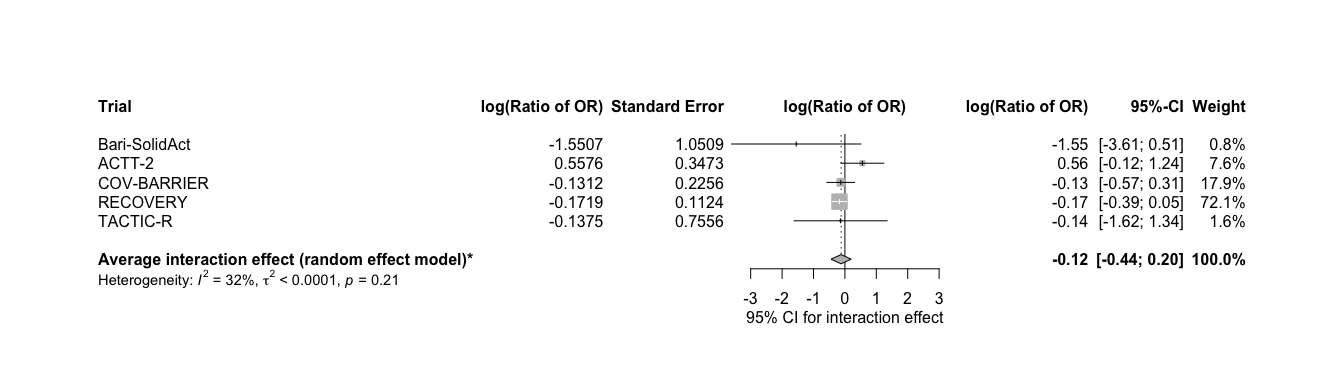 Trial log(Ratio of OR) Standard Error log(Ratio of OR) log(Ratio of OR) 95%-CI Weight
Bari-SolidAct -1.5507 1.0509 -1.55 [-3.61; 0.51] 0.8%
ACTT-2 0.5576 0.3473 0.56 [-0.12; 1.24] 7.6%
COV-BARRIER -0.1312 0.2256 -0.13 [-0.57; 0.31] 17.9%
RECOVERY -0.1719 0.1124 -0.17 [-0.39; 0.05] 72.1%
TACTIC-R -0.1375 0.7556 -0.14 [-1.62; 1.34] 1.6%
Average interaction effect (random effect model)* -0.12 [-0.44; 0.20] 100.0%
Heterogeneity: I² = 32%, τ² < 0.0001, p = 0.21
-3 -2 -1 0 1 2 3
95% CI for interaction effect